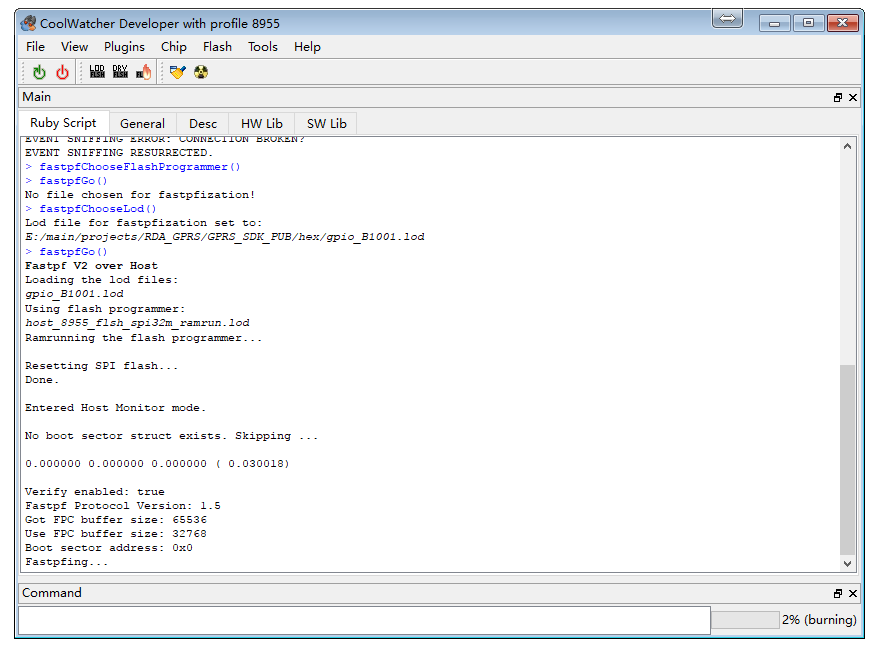 CoolWatcher Developer with profile 8955
File View Plugins Chip Flash Tools Help
LOD FLSH DRY FLSH
Main
Ruby Script General Desc HW Lib SW Lib
EVENT SNIFFING ERROR: CONNECTION BROKEN?
EVENT SNIFFING RESURRECTED.
> fastpfChooseFlashProgrammer()
> fastpfGo()
No file chosen for fastpfization!
> fastpfChooseLod()
Lod file for fastpfization set to:
E:/main/projects/RDA_GPRS/GPRS_SDK_PUB/hex/gpio_B1001.lod
> fastpfGo()
Fastpf V2 over Host
Loading the lod files:
gpio_B1001.lod
Using flash programmer:
host_8955_flsh_spi32m_ramrun.lod
Ramrunning the flash programmer...
Resetting SPI flash...
Done.
Entered Host Monitor mode.
No boot sector struct exists. Skipping ...
0.000000 0.000000 0.000000 ( 0.030018)
Verify enabled: true
Fastpf Protocol Version: 1.5
Got FPC buffer size: 65536
Use FPC buffer size: 32768
Boot sector address: 0x0
Fastpfing...
Command
2% (burning)